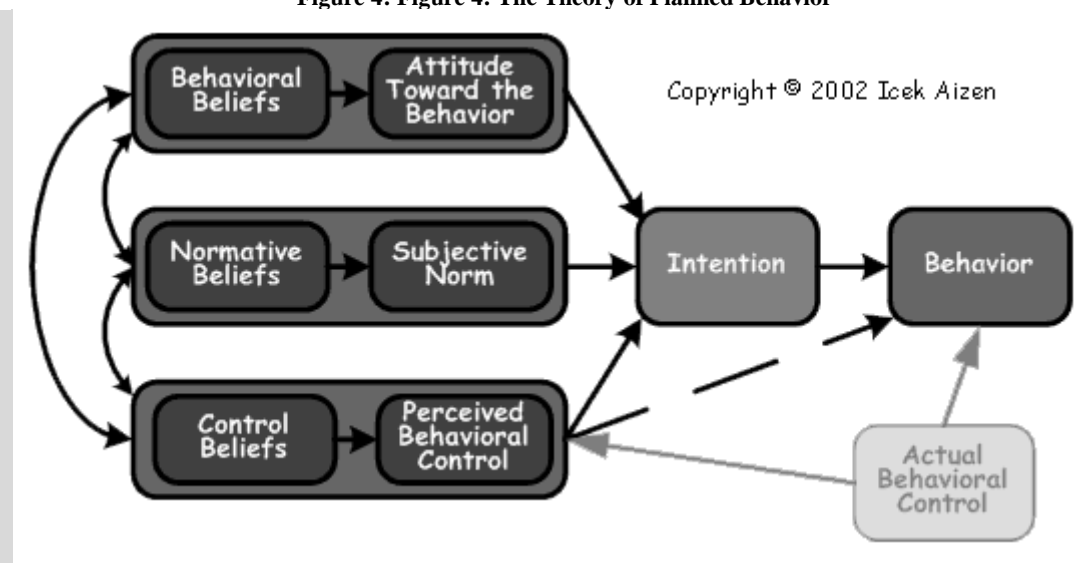 Figure 4: Figure 4: The Theory of Planned Behavior
Behavioral
Beliefs
Attitude
Toward the
Behavior
Copyright © 2002 Icek Aizen
Normative
Beliefs
Subjective
Norm
Intention
Behavior
Control
Beliefs
Perceived
Behavioral
Control
Actual
Behavioral
Control